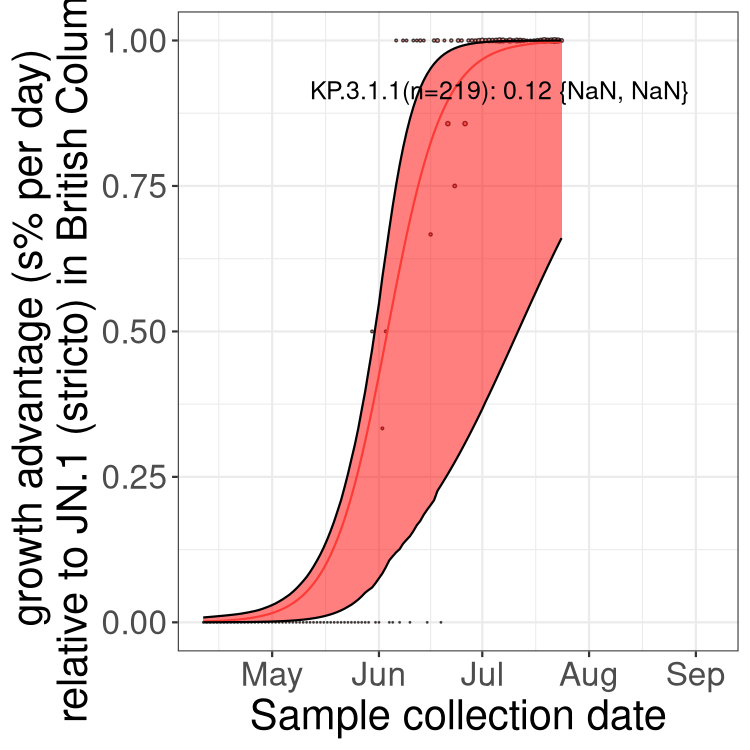 growth advantage (s% per day)
relative to JN.1 (stricto) in British Colum
1.00
0.75
0.50
0.25
0.00
KP.3.1.1(n=219): 0.12 {NaN, NaN}
May Jun Jul Aug Sep
Sample collection date